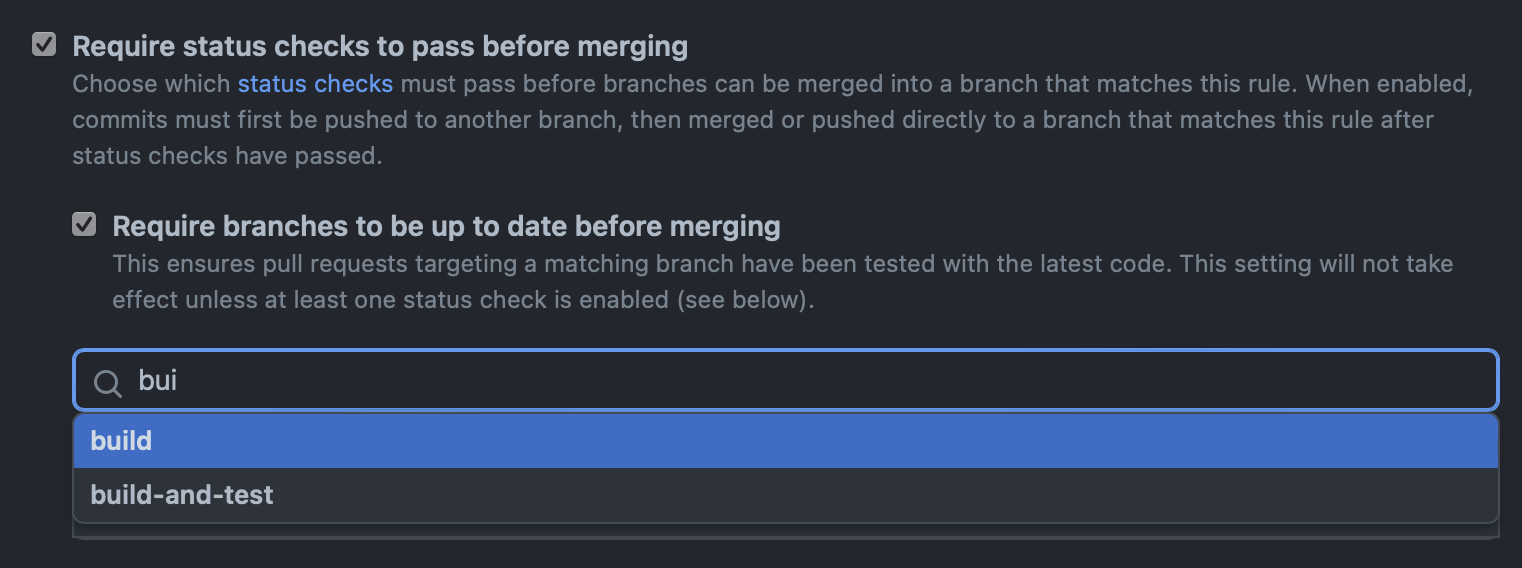 Require status checks to pass before merging
Choose which status checks must pass before branches can be merged into a branch that matches this rule. When enabled,
commits must first be pushed to another branch, then merged or pushed directly to a branch that matches this rule after
status checks have passed.
Require branches to be up to date before merging
This ensures pull requests targeting a matching branch have been tested with the latest code. This setting will not take
effect unless at least one status check is enabled (see below).
bui
build
build-and-test